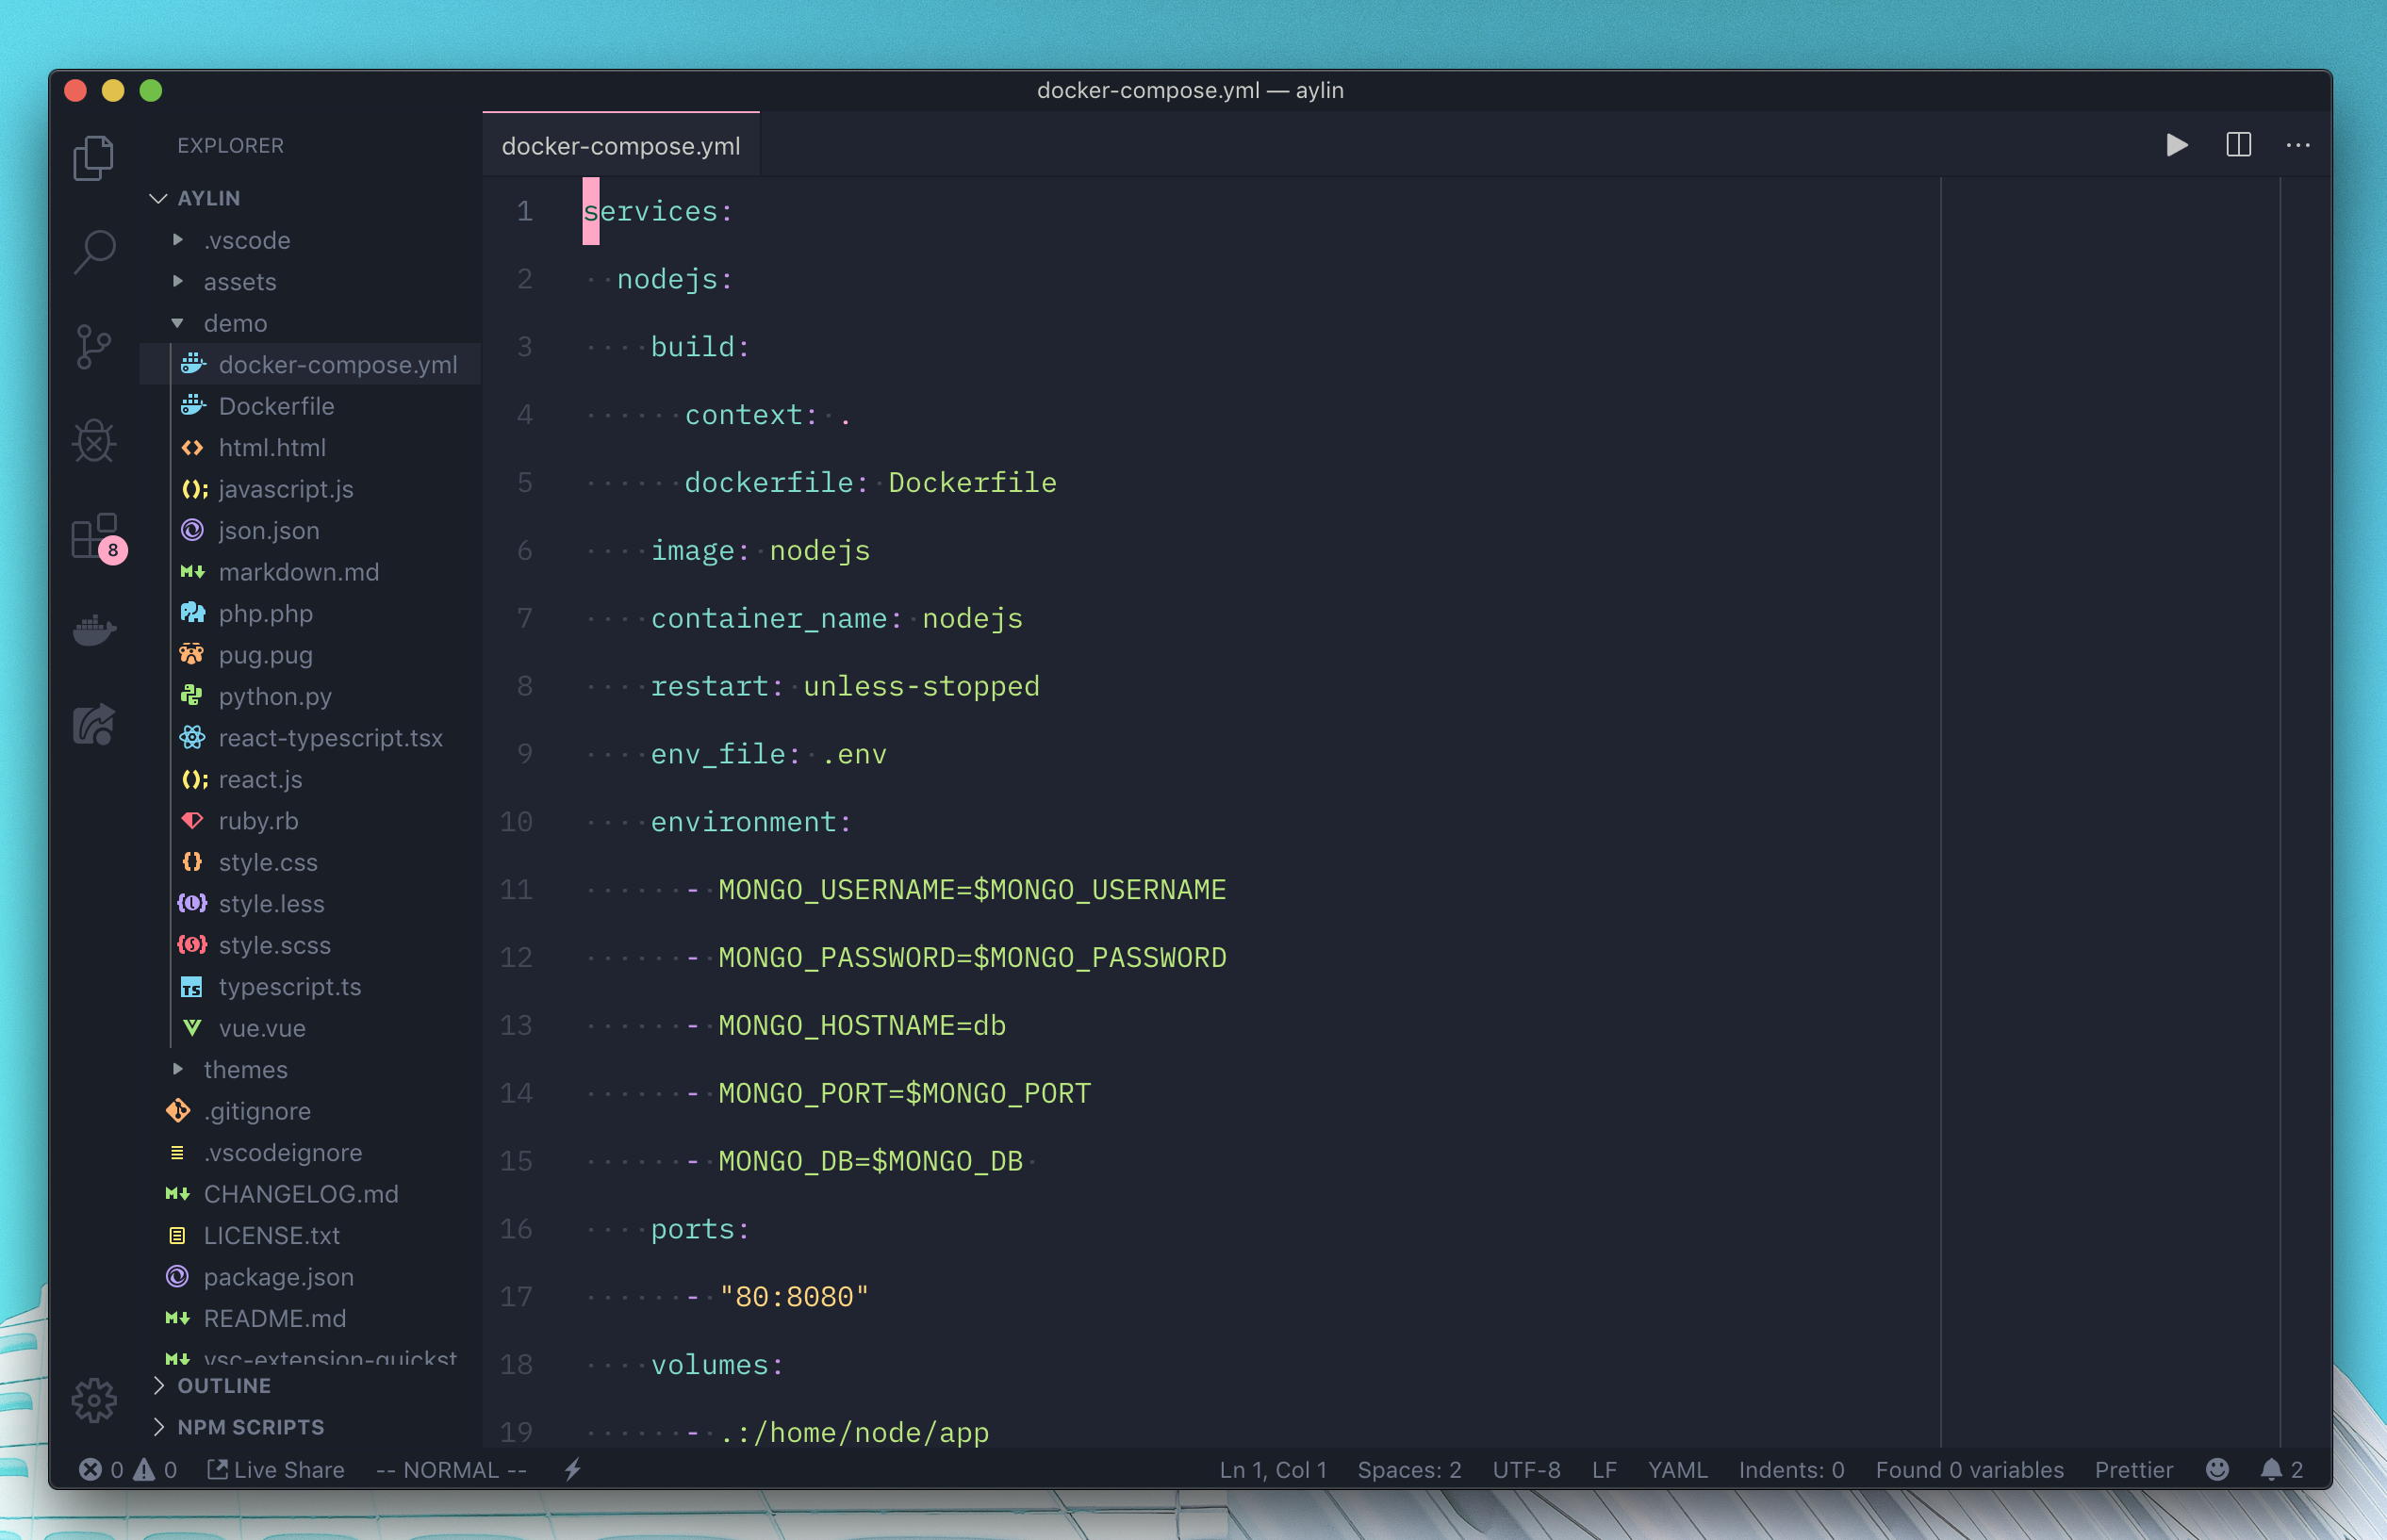 docker-compose.yml — aylin
EXPLORER
AYLIN
.vscode
assets
demo
docker-compose.yml
Dockerfile
html.html
javascript.js
json.json
markdown.md
php.php
pug.pug
python.py
react-typescript.tsx
react.js
ruby.rb
style.css
style.less
style.scss
typescript.ts
vue.vue
themes
.gitignore
.vscodeignore
CHANGELOG.md
LICENSE.txt
package.json
README.md
vsc-extension-quickst
OUTLINE
NPM SCRIPTS
8
docker-compose.yml
1 services:
2   nodejs:
3     build:
4       context: .
5       dockerfile: Dockerfile
6     image: nodejs
7     container_name: nodejs
8     restart: unless-stopped
9     env_file: .env
10     environment:
11       - MONGO_USERNAME=$MONGO_USERNAME
12       - MONGO_PASSWORD=$MONGO_PASSWORD
13       - MONGO_HOSTNAME=db
14       - MONGO_PORT=$MONGO_PORT
15       - MONGO_DB=$MONGO_DB
16     ports:
17       - "80:8080"
18     volumes:
19       - .:/home/node/app
0 0 Live Share -- NORMAL -- Ln 1, Col 1 Spaces: 2 UTF-8 LF YAML Indents: 0 Found 0 variables Prettier 2